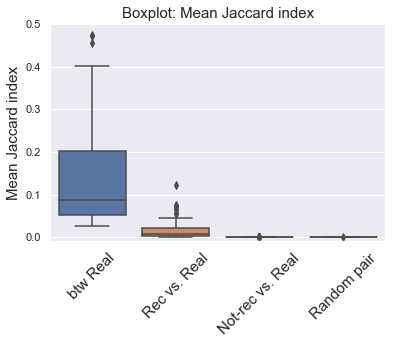 Boxplot: Mean Jaccard index
Mean Jaccard index
0.5
0.4
0.3
0.2
0.1
0.0
btw Real
Rec vs. Real
Not-rec vs. Real
Random pair